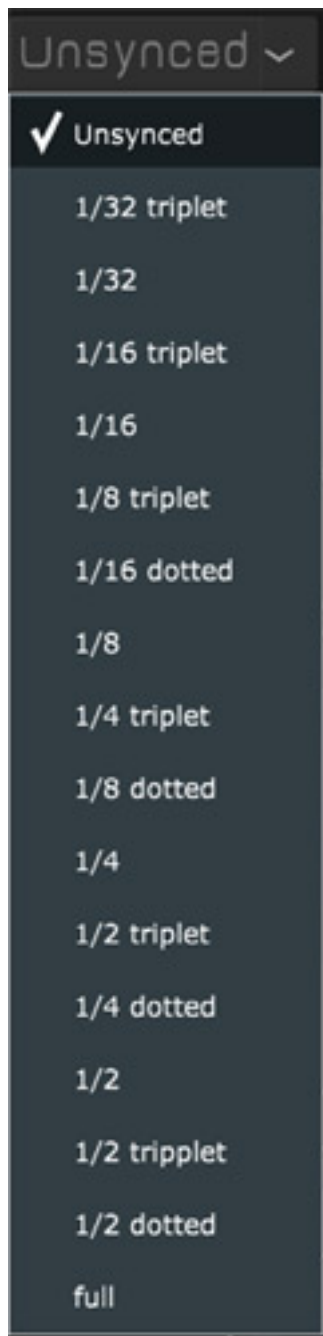 Unsynced
Unsynced
1/32 triplet
1/32
1/16 triplet
1/16
1/8 triplet
1/16 dotted
1/8
1/4 triplet
1/8 dotted
1/4
1/2 triplet
1/4 dotted
1/2
1/2 tripplet
1/2 dotted
full